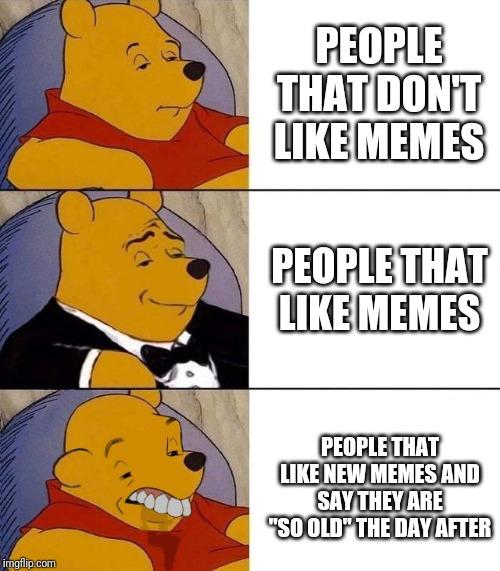 PEOPLE
THAT DON'T
LIKE MEMES
PEOPLE THAT
LIKE MEMES
PEOPLE THAT
LIKE NEW MEMES AND
SAY THEY ARE
"SO OLD" THE DAY AFTER
imgflip.com